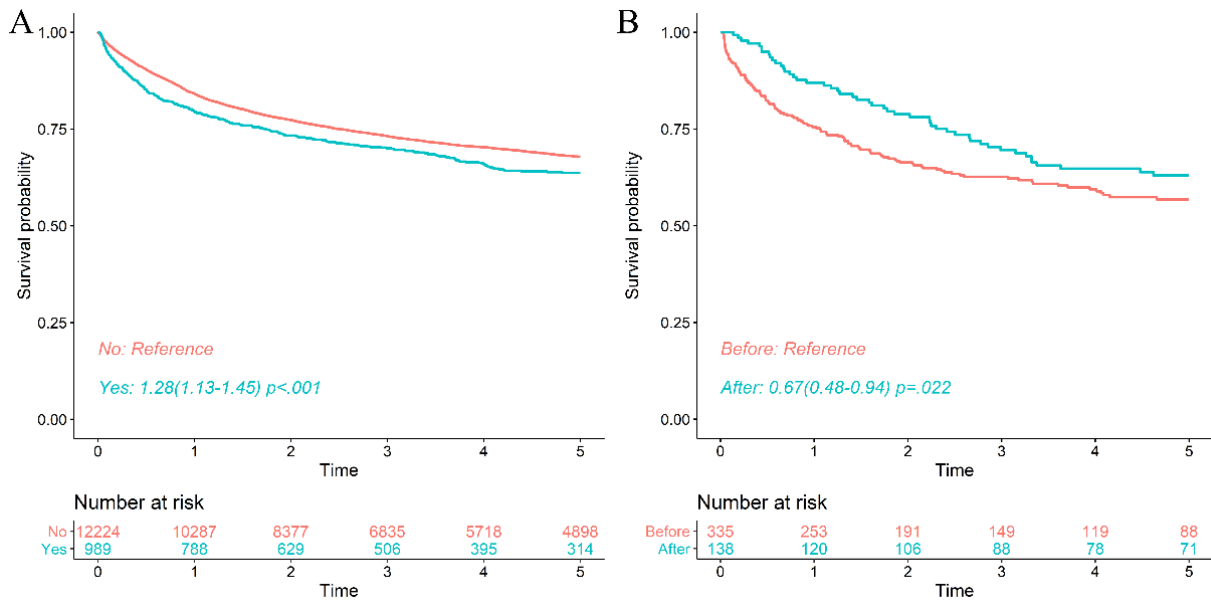 A
Survival probability
1.00
0.75
0.50
0.25
0.00
No: Reference
Yes: 1.28(1.13-1.45) p<.001
0 1 2 3 4 5
Time
Number at risk
No 12224 10287 8377 6835 5718 4898
Yes 989 788 629 506 395 314
0 1 2 3 4 5
Time
B
Survival probability
1.00
0.75
0.50
0.25
0.00
Before: Reference
After: 0.67(0.48-0.94) p=.022
0 1 2 3 4 5
Time
Number at risk
Before 335 253 191 149 119 88
After 138 120 106 88 78 71
0 1 2 3 4 5
Time